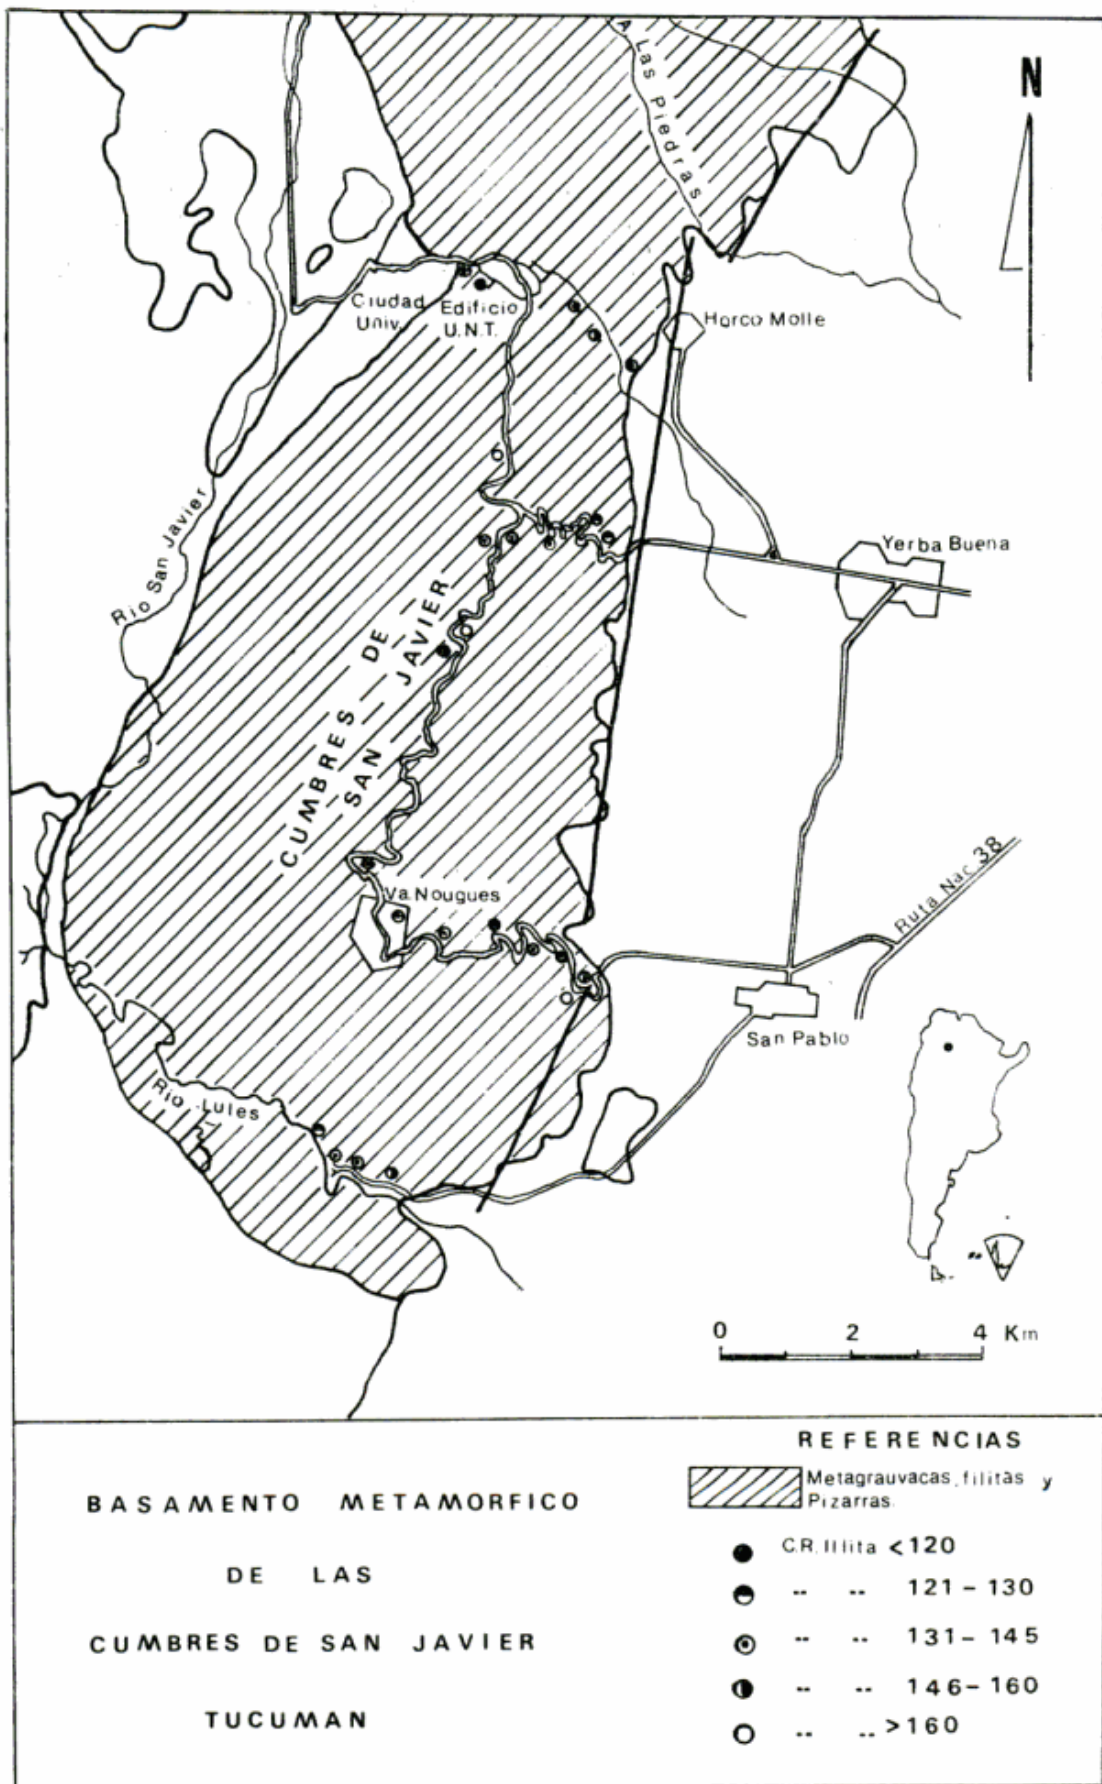 A. Las Piedras
N
Ciudad
Univ.
Edificio
U.N.T.
Horco Molle
Rio San Javier
Yerba Buena
CUMBRES DE
SAN JAVIER
Va. Nougues
Ruta Nac. 38
San Pablo
Rio Lules
0 2 4 Km
REFERENCIAS
Metagrauvacas, filitas y
Pizarras.
C.R. Illita <120
" " 121-130
" " 131-145
" " 146-160
" " >160
BASAMENTO METAMORFICO
DE LAS
CUMBRES DE SAN JAVIER
TUCUMAN